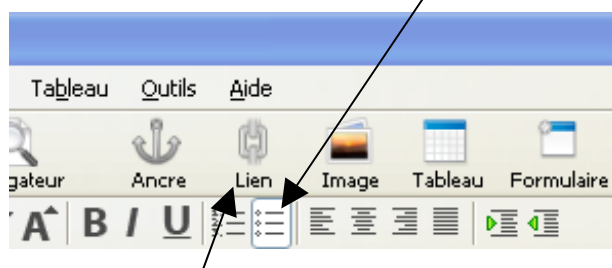 Tableau Outils Aide
gateur Ancre Lien Image Tableau Formulaire
A B I U